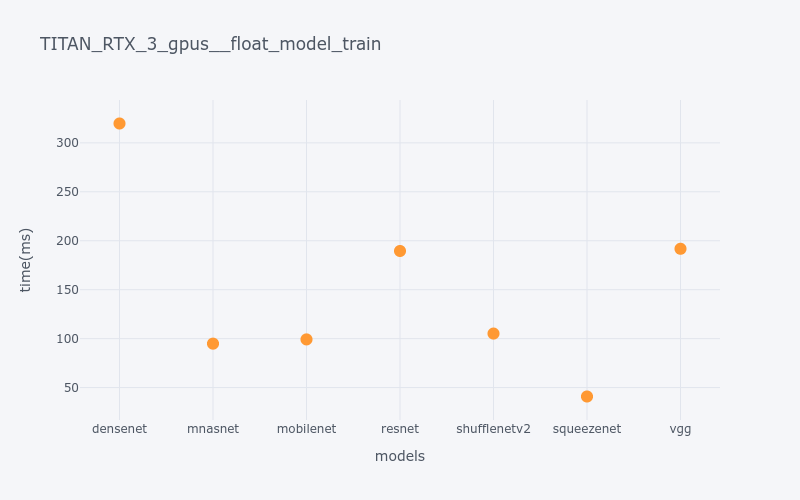 TITAN_RTX_3_gpus__float_model_train
300
250
200
150
100
50
time(ms)
densenet mnasnet mobilenet resnet shufflenetv2 squeezenet vgg
models